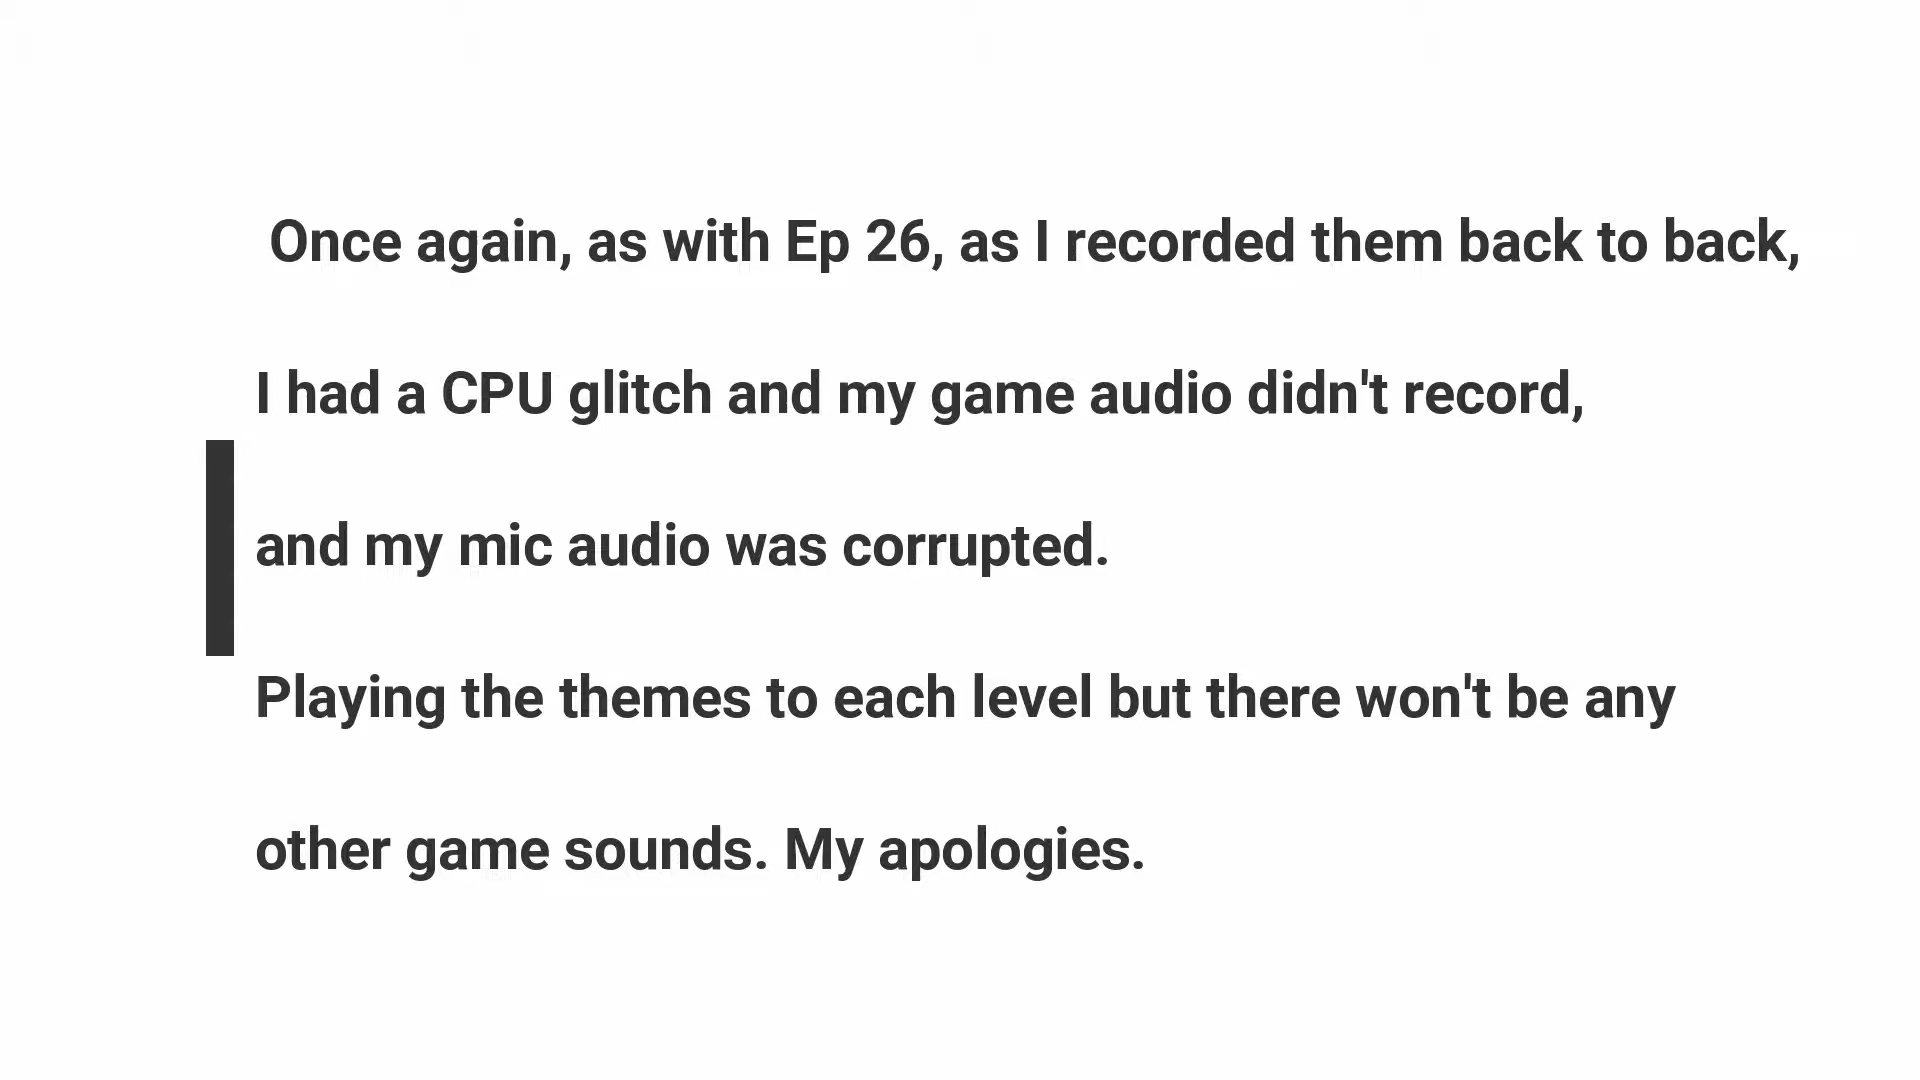 Once again, as with Ep 26, as I recorded them back to back,
I had a CPU glitch and my game audio didn't record,
and my mic audio was corrupted.
Playing the themes to each level but there won't be any
other game sounds. My apologies.